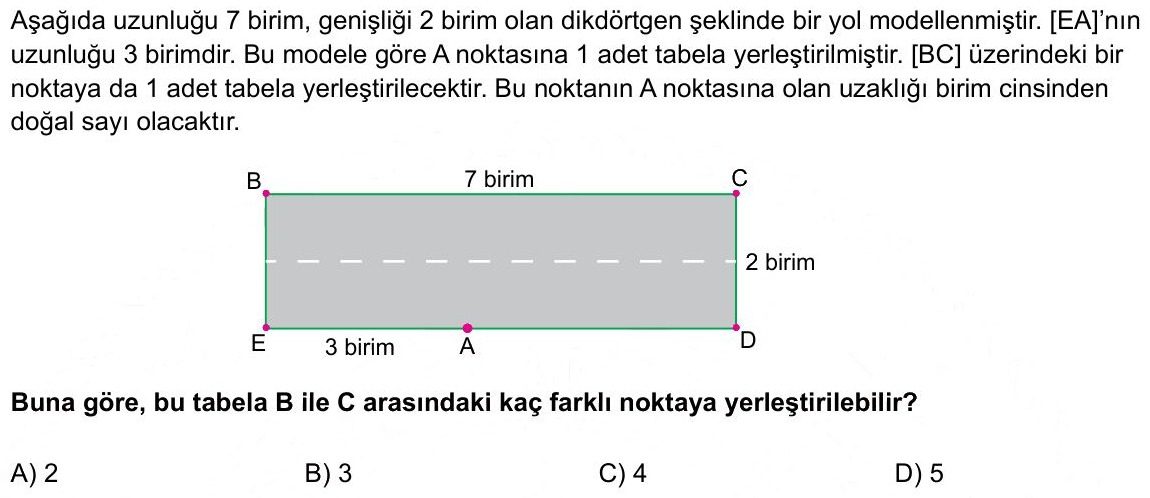 Aşağıda uzunluğu 7 birim, genişliği 2 birim olan dikdörtgen şeklinde bir yol modellenmiştir. [EA]’nın
uzunluğu 3 birimdir. Bu modele göre A noktasına 1 adet tabela yerleştirilmiştir. [BC] üzerindeki bir
noktaya da 1 adet tabela yerleştirilecektir. Bu noktanın A noktasına olan uzaklığı birim cinsinden
doğal sayı olacaktır.
B 7 birim C
2 birim
E 3 birim A D
Buna göre, bu tabela B ile C arasındaki kaç farklı noktaya yerleştirilebilir?
A) 2 B) 3 C) 4 D) 5